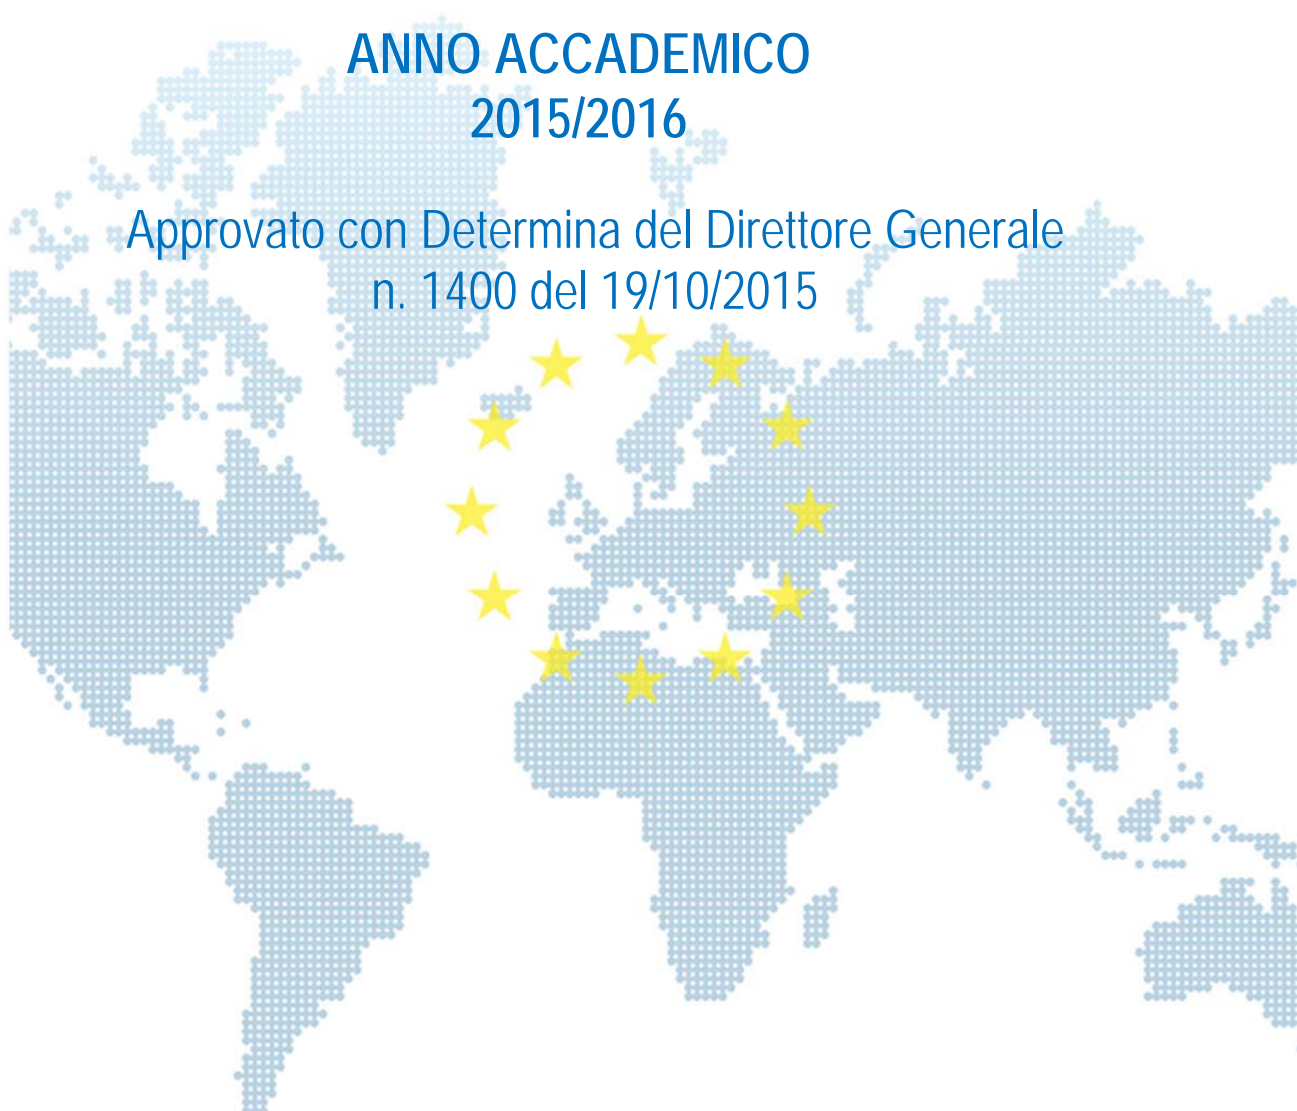 ANNO ACCADEMICO
2015/2016
Approvato con Determina del Direttore Generale
n. 1400 del 19/10/2015